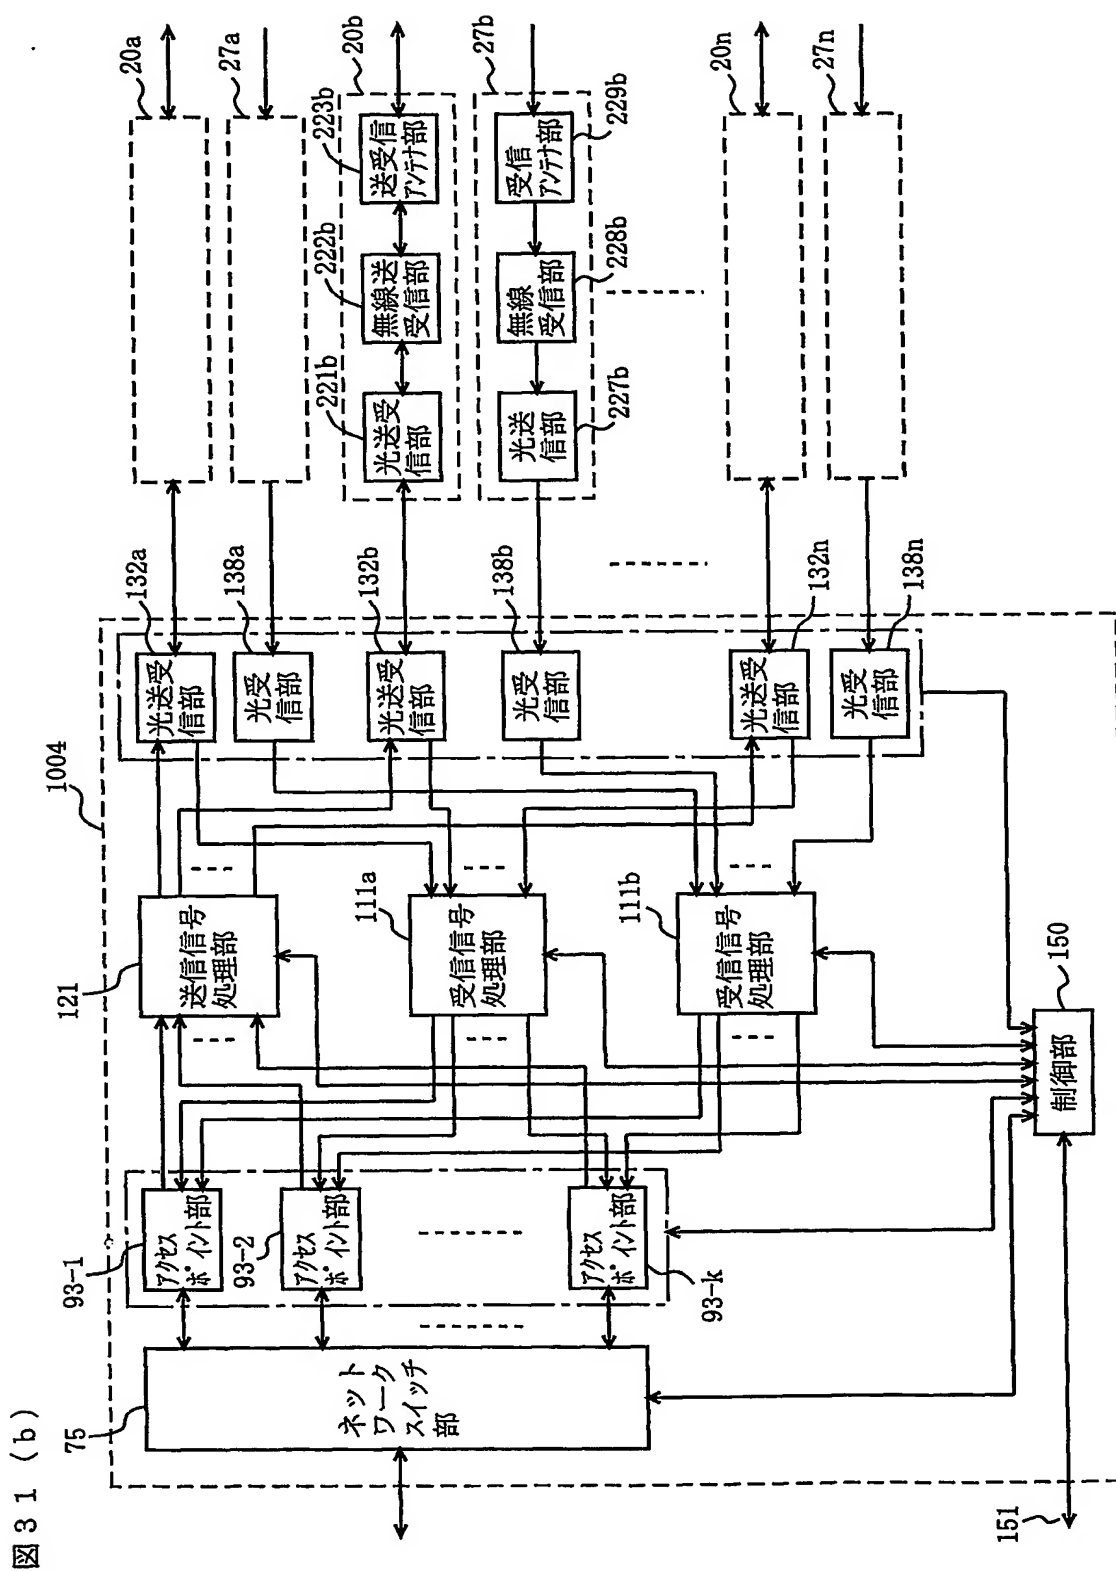 図31 (b)
1004
75
ネット
ワーク
スイッチ
部
93-1
アクセス
ポイント部
93-2
アクセス
ポイント部
93-k
アクセス
ポイント部
121
送信信号
処理部
111a
受信信号
処理部
111b
受信信号
処理部
150
制御部
151
132a
光送受
信部
138a
光受
信部
132b
光送受
信部
138b
光受
信部
132n
光送受
信部
138n
光受
信部
20a
27a
20b
221b
光送受
信部
222b
無線送
受信部
223b
送受信
アンテナ部
27b
227b
光送
信部
228b
無線
受信部
229b
受信
アンテナ部
20n
27n